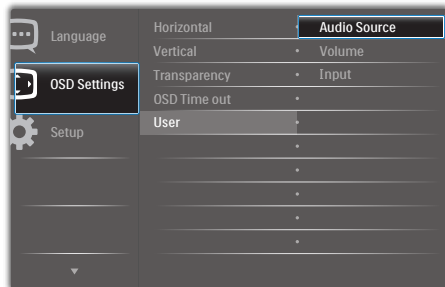 Language
OSD Settings
Setup
Horizontal
Vertical
Transparency
OSD Time out
User
Audio Source
Volume
Input